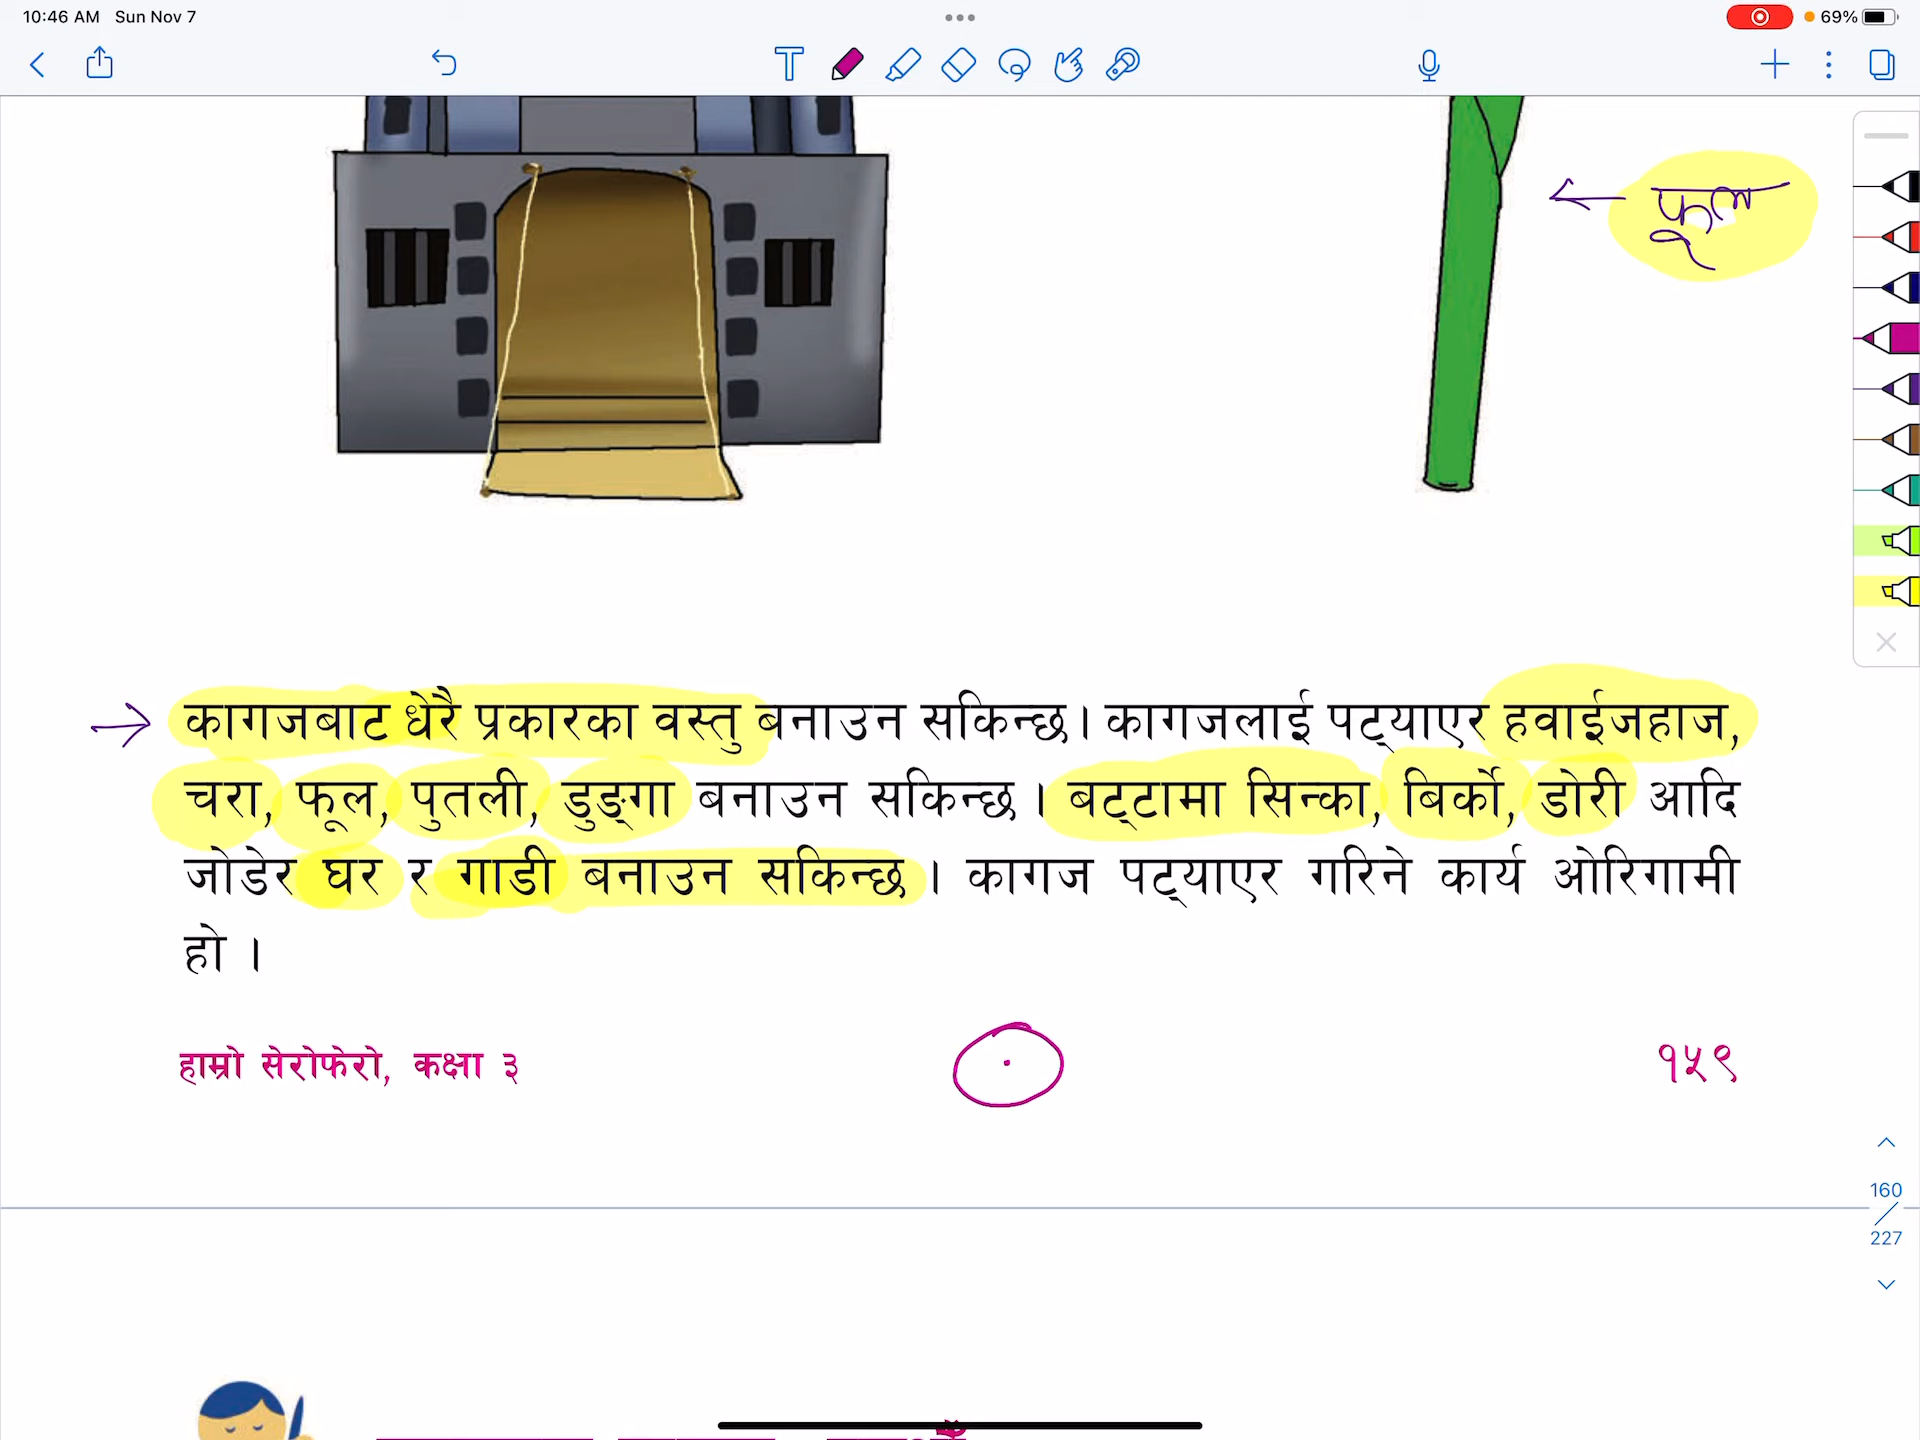 10:46 AM Sun Nov 7
69%
फूल
कागजबाट धेरै प्रकारका वस्तु बनाउन सकिन्छ। कागजलाई पट्याएर हवाईजहाज,
चरा, फूल, पुतली, डुङ्गा बनाउन सकिन्छ । बट्टामा सिन्का, बिर्को, डोरी आदि
जोडेर घर र गाडी बनाउन सकिन्छ । कागज पट्याएर गरिने कार्य ओरिगामी
हो ।
हाम्रो सेरोफेरो, कक्षा ३
१५९
160
227